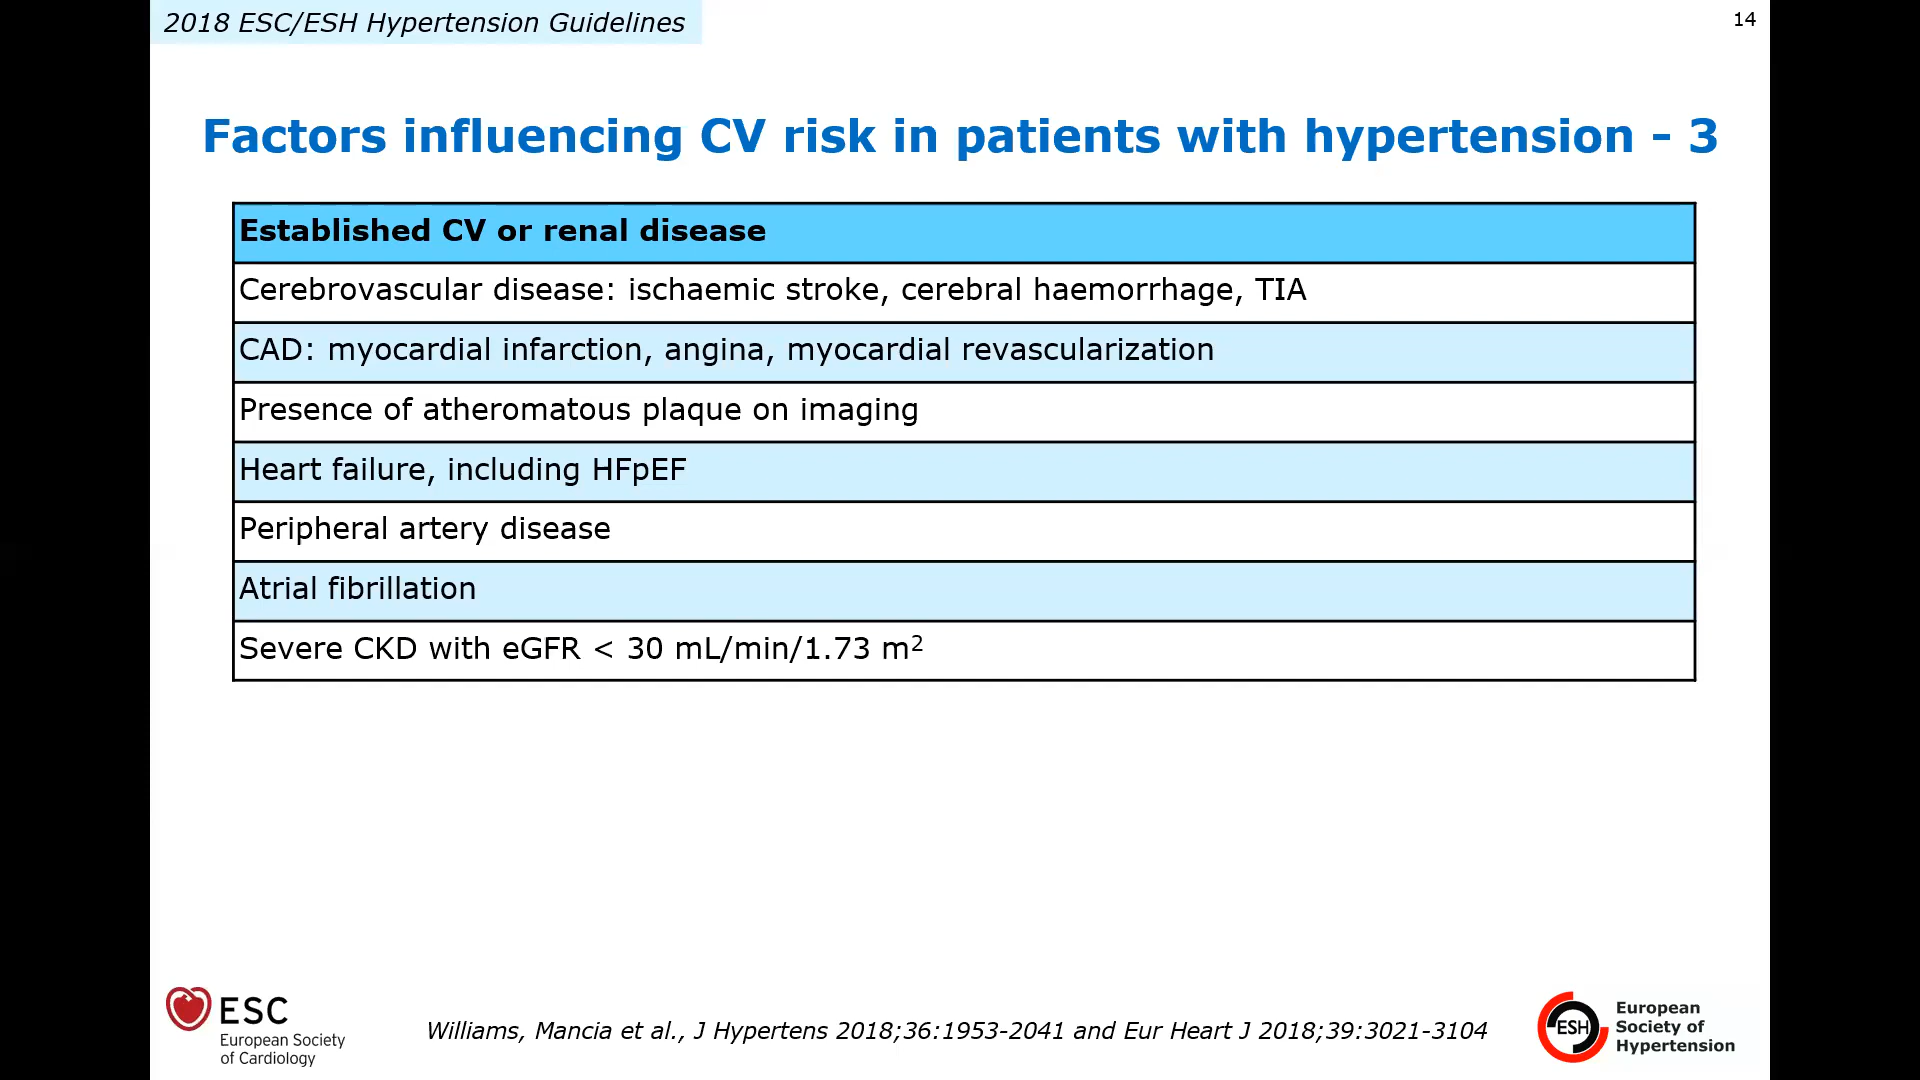 2018 ESC/ESH Hypertension Guidelines
14
Factors influencing CV risk in patients with hypertension - 3
Established CV or renal disease
Cerebrovascular disease: ischaemic stroke, cerebral haemorrhage, TIA
CAD: myocardial infarction, angina, myocardial revascularization
Presence of atheromatous plaque on imaging
Heart failure, including HFpEF
Peripheral artery disease
Atrial fibrillation
Severe CKD with eGFR < 30 mL/min/1.73 m²
ESC
European Society
of Cardiology
Williams, Mancia et al., J Hypertens 2018;36:1953-2041 and Eur Heart J 2018;39:3021-3104
ESH
European
Society of
Hypertension